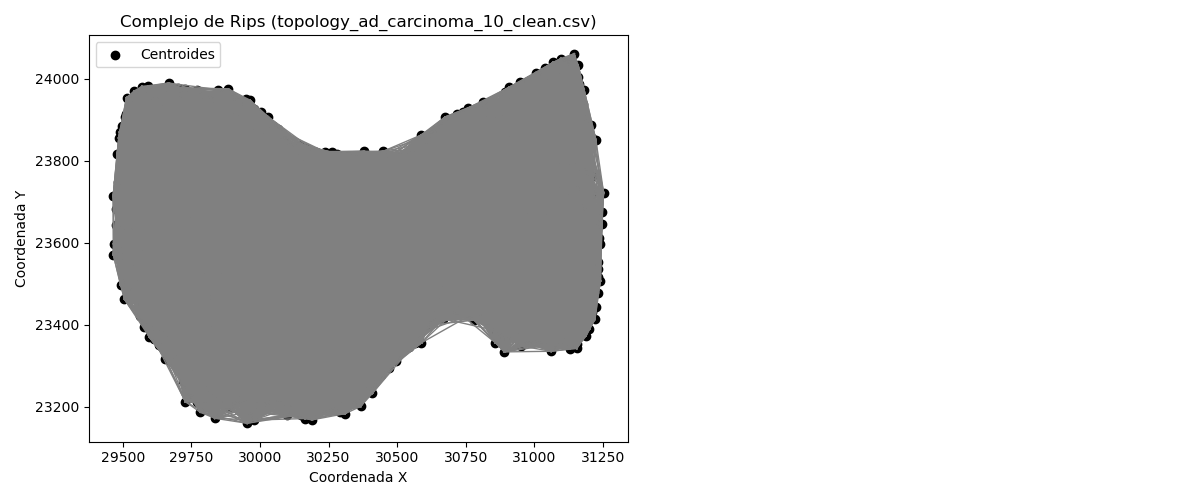 Complejo de Rips (topology_ad_carcinoma_10_clean.csv)
Centroides
24000
23800
23600
23400
23200
Coordenada Y
29500 29750 30000 30250 30500 30750 31000 31250
Coordenada X